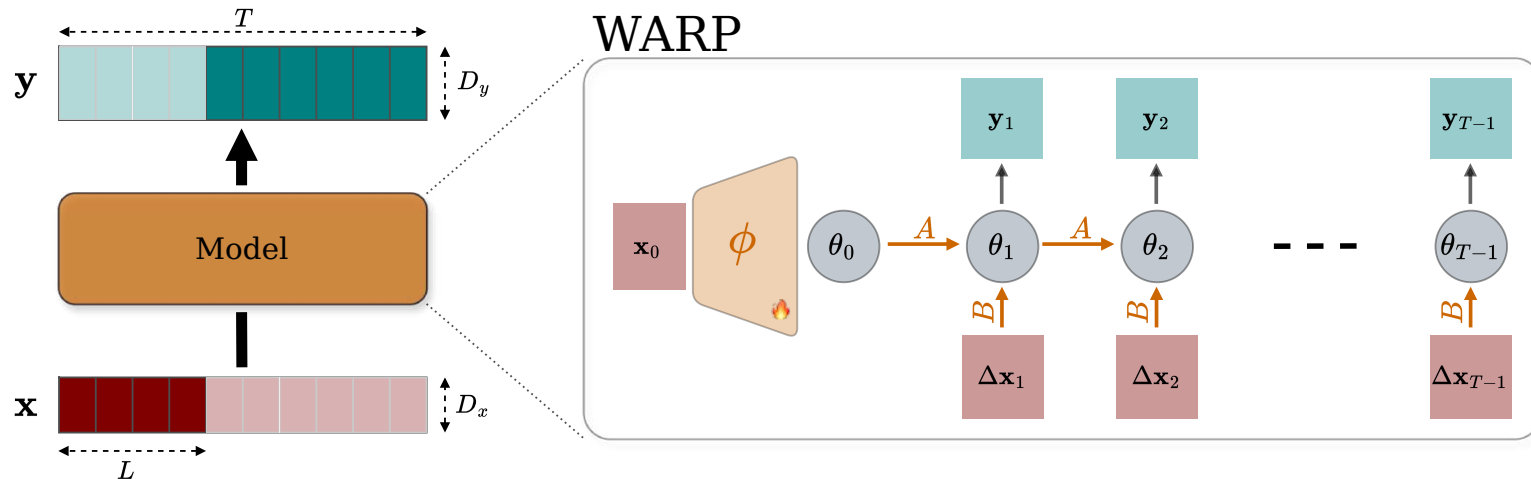 T
WARP
y
D_y
y_1
y_2
y_{T-1}
Model
x_0
ϕ
θ_0
A
θ_1
A
θ_2
θ_{T-1}
B
B
B
x
D_x
Δx_1
Δx_2
Δx_{T-1}
L